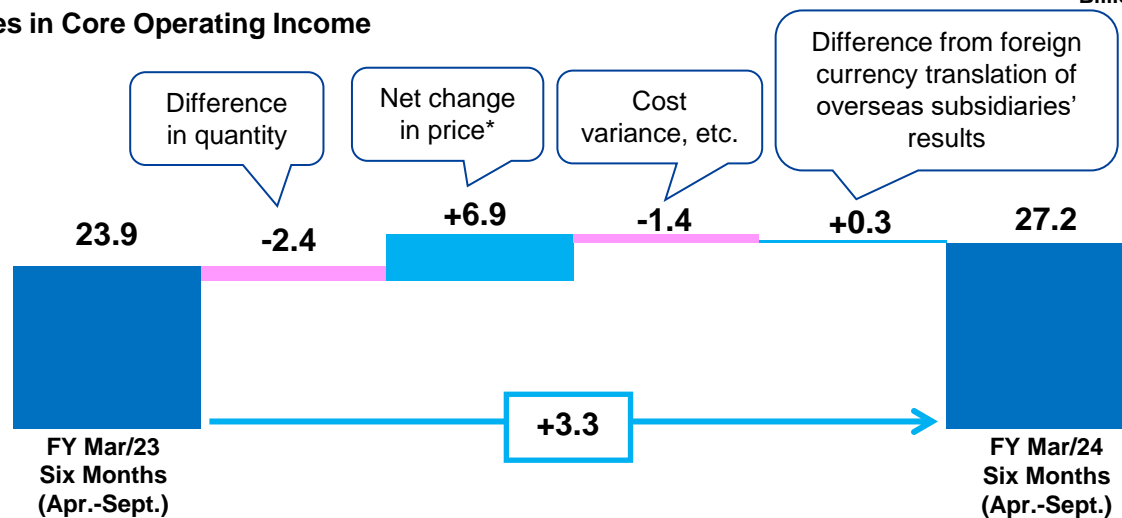 es in Core Operating Income
Difference
in quantity
Net change
in price*
Cost
variance, etc.
Difference from foreign
currency translation of
overseas subsidiaries’
results
23.9
-2.4
+6.9
-1.4
+0.3
27.2
+3.3
FY Mar/23
Six Months
(Apr.-Sept.)
FY Mar/24
Six Months
(Apr.-Sept.)